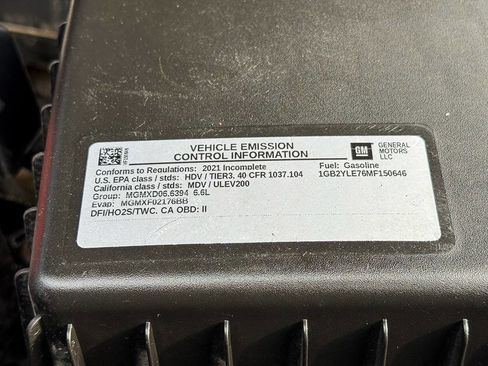 VEHICLE EMISSION
CONTROL INFORMATION
GM
GENERAL
MOTORS
LLC
Conforms to Regulations: 2021 Incomplete
Fuel: Gasoline
U.S. EPA class / stds: HDV / TIER3. 40 CFR 1037.104
1GB2YLE76MF150646
California class / stds: MDV / ULEV200
Group: MGMXD06.6394 6.6L
Evap: MGMXF02176BB
DFI/HO2S/TWC. CA OBD: II